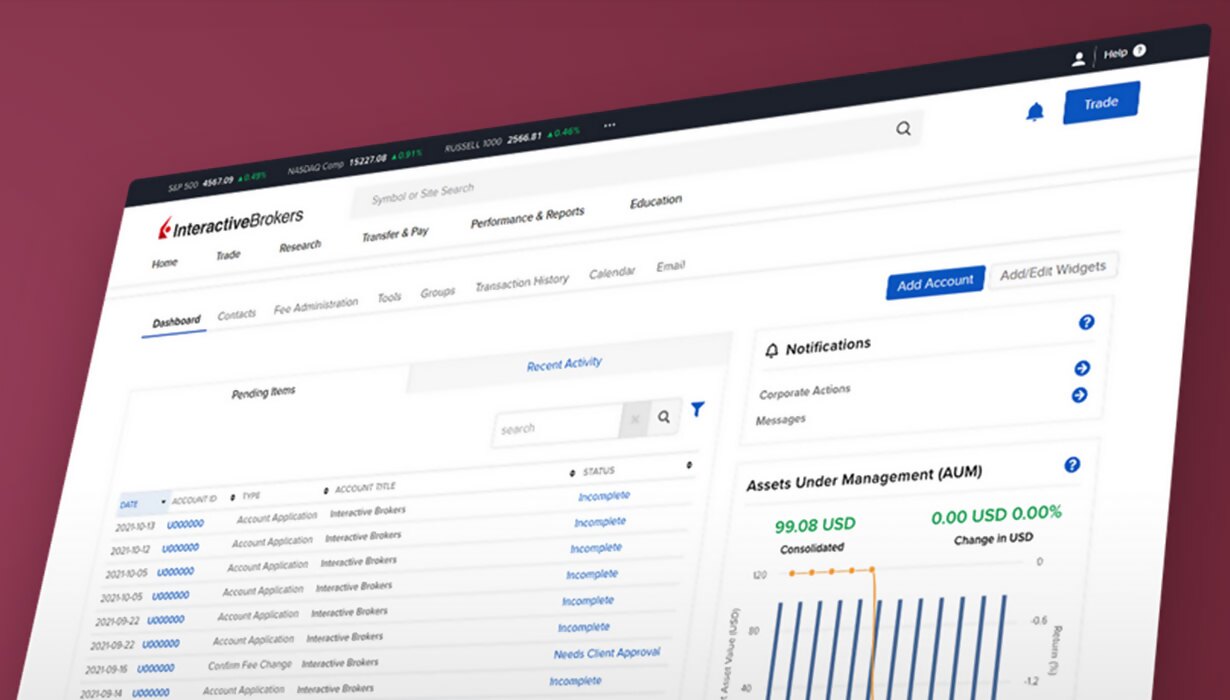 Help ?
S&P 500 4567.09 ▲0.49% NASDAQ Comp 15227.08 ▲0.91% RUSSELL 1000 2566.81 ▲0.46% •••
Trade
Symbol or Site Search
InteractiveBrokers
Home Trade Research Transfer & Pay Performance & Reports Education
Dashboard Contacts Fee Administration Tools Groups Transaction History Calendar Email
Add Account Add/Edit Widgets
Pending Items Recent Activity
search
DATE ACCOUNT ID TYPE ACCOUNT TITLE STATUS
2021-10-13 U000000 Account Application Interactive Brokers Incomplete
2021-10-12 U000000 Account Application Interactive Brokers Incomplete
2021-10-05 U000000 Account Application Interactive Brokers Incomplete
2021-10-05 U000000 Account Application Interactive Brokers Incomplete
2021-09-22 U000000 Account Application Interactive Brokers Incomplete
2021-09-22 U000000 Account Application Interactive Brokers Incomplete
2021-09-16 U000000 Confirm Fee Change Interactive Brokers Needs Client Approval
2021-09-14 U000000 Account Application Interactive Brokers Incomplete
Notifications ?
Corporate Actions
Messages
Assets Under Management (AUM) ?
99.08 USD 0.00 USD 0.00%
Consolidated Change in USD
120 0
80 -0.6
40 -1.2
Asset Value (USD)
Return (%)